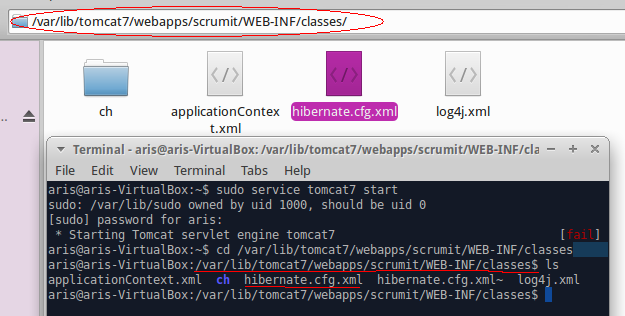 /var/lib/tomcat7/webapps/scrumit/WEB-INF/classes/
ch
applicationContex
t.xml
hibernate.cfg.xml
log4j.xml
Terminal - aris@aris-VirtualBox: /var/lib/tomcat7/webapps/scrumit/WEB-INF/cla
File Edit View Terminal Tabs Help
aris@aris-VirtualBox:~$ sudo service tomcat7 start
sudo: /var/lib/sudo owned by uid 1000, should be uid 0
[sudo] password for aris:
* Starting Tomcat servlet engine tomcat7 [fail]
aris@aris-VirtualBox:~$ cd /var/lib/tomcat7/webapps/scrumit/WEB-INF/classes
aris@aris-VirtualBox:/var/lib/tomcat7/webapps/scrumit/WEB-INF/classes$ ls
applicationContext.xml ch hibernate.cfg.xml hibernate.cfg.xml~ log4j.xml
aris@aris-VirtualBox:/var/lib/tomcat7/webapps/scrumit/WEB-INF/classes$